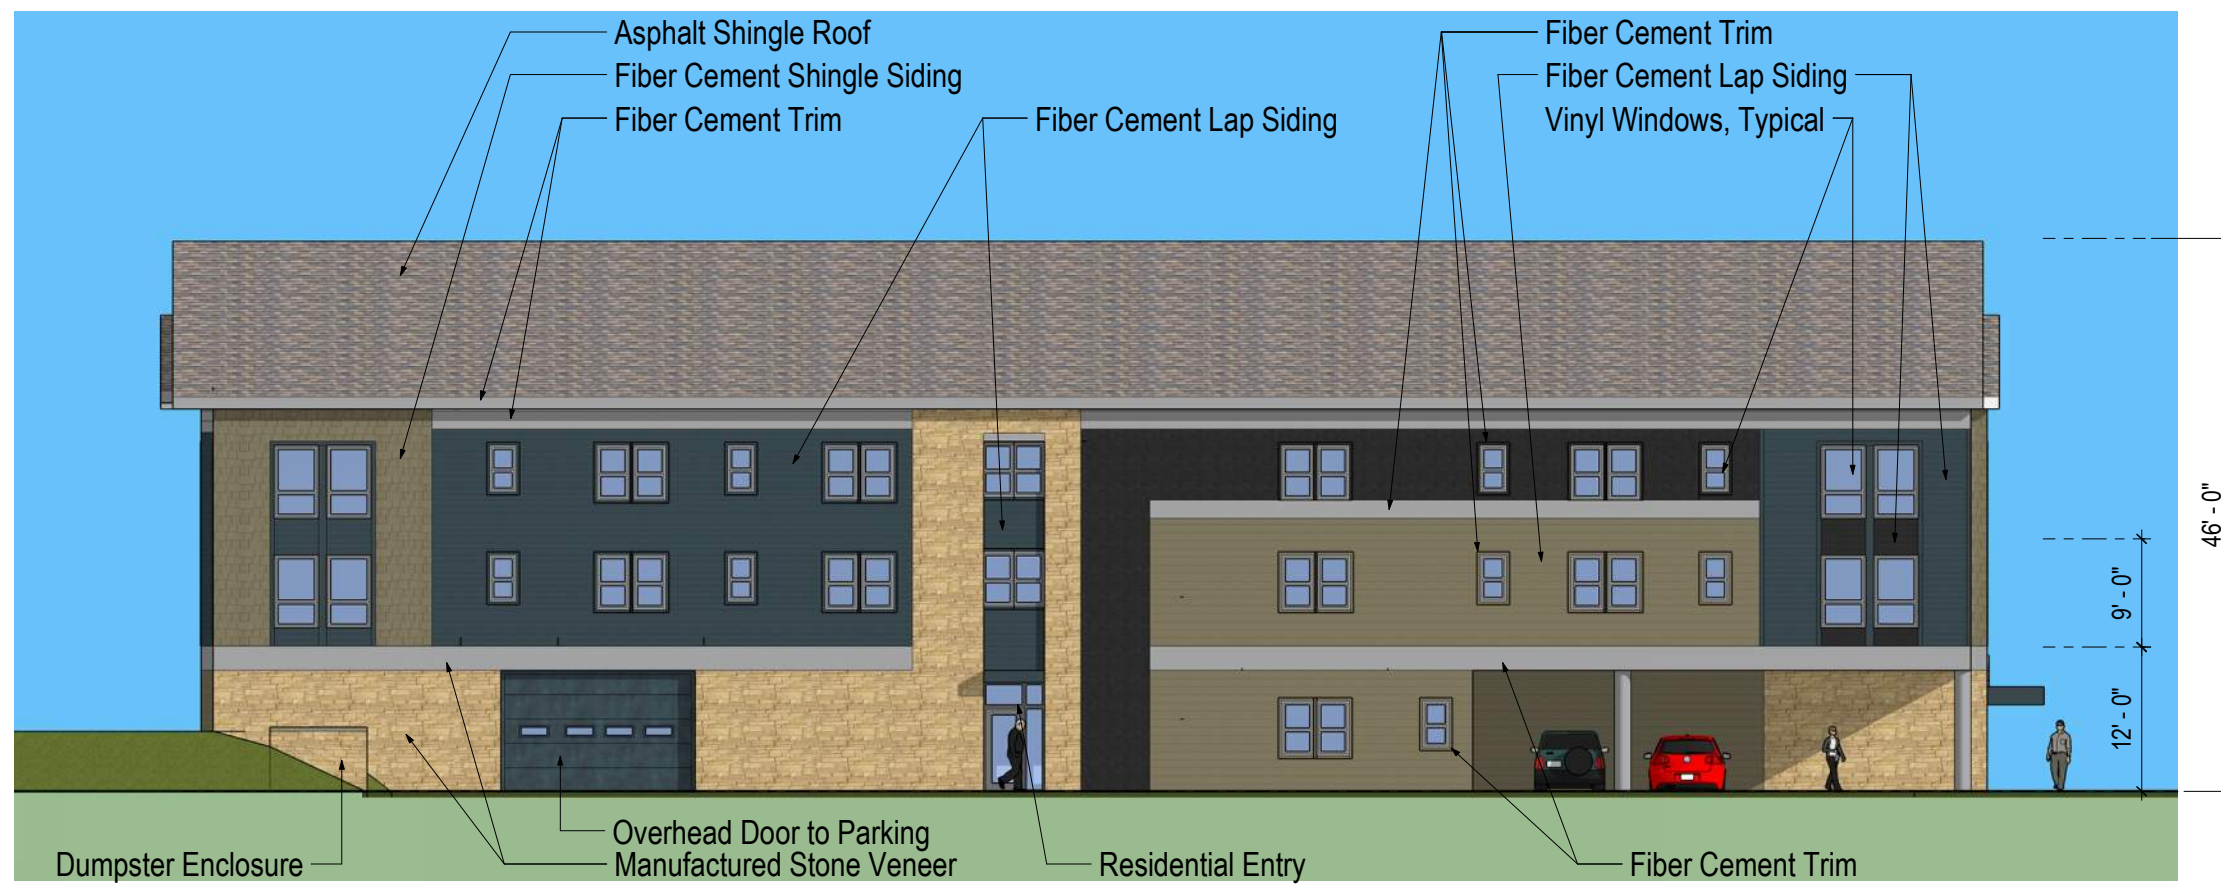 Asphalt Shingle Roof
Fiber Cement Shingle Siding
Fiber Cement Trim
Fiber Cement Lap Siding
Fiber Cement Trim
Fiber Cement Lap Siding
Vinyl Windows, Typical
46' - 0"
9' - 0"
12' - 0"
Overhead Door to Parking
Dumpster Enclosure
Manufactured Stone Veneer
Residential Entry
Fiber Cement Trim